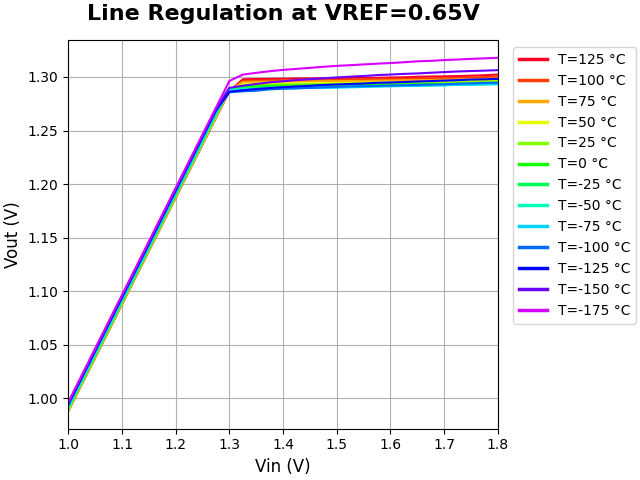 Line Regulation at VREF=0.65V
Vout (V)
1.30
1.25
1.20
1.15
1.10
1.05
1.00
1.0 1.1 1.2 1.3 1.4 1.5 1.6 1.7 1.8
Vin (V)
T=125 °C
T=100 °C
T=75 °C
T=50 °C
T=25 °C
T=0 °C
T=-25 °C
T=-50 °C
T=-75 °C
T=-100 °C
T=-125 °C
T=-150 °C
T=-175 °C